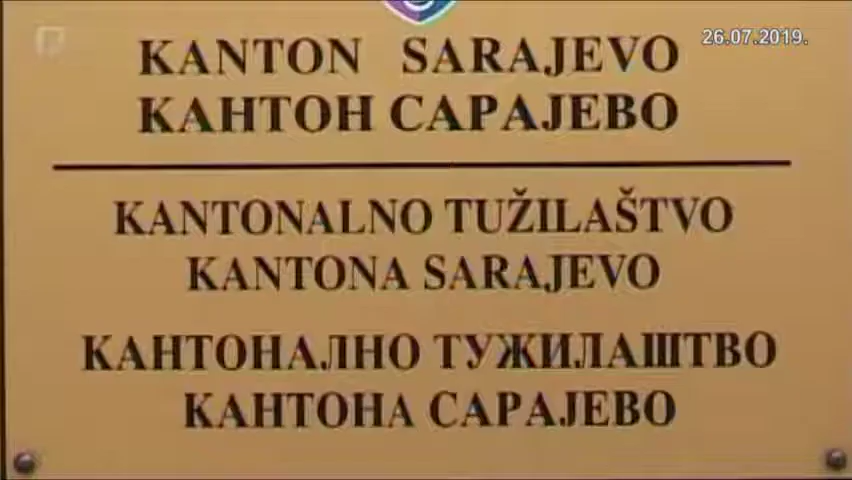 26.07.2019.
KANTON SARAJEVO
КАНТОН САРАЈЕВО
KANTONALNO TUŽILAŠTVO
KANTONA SARAJEVO
КАНТОНАЛНО ТУЖИЛАШТВО
КАНТОНА САРАЈЕВО